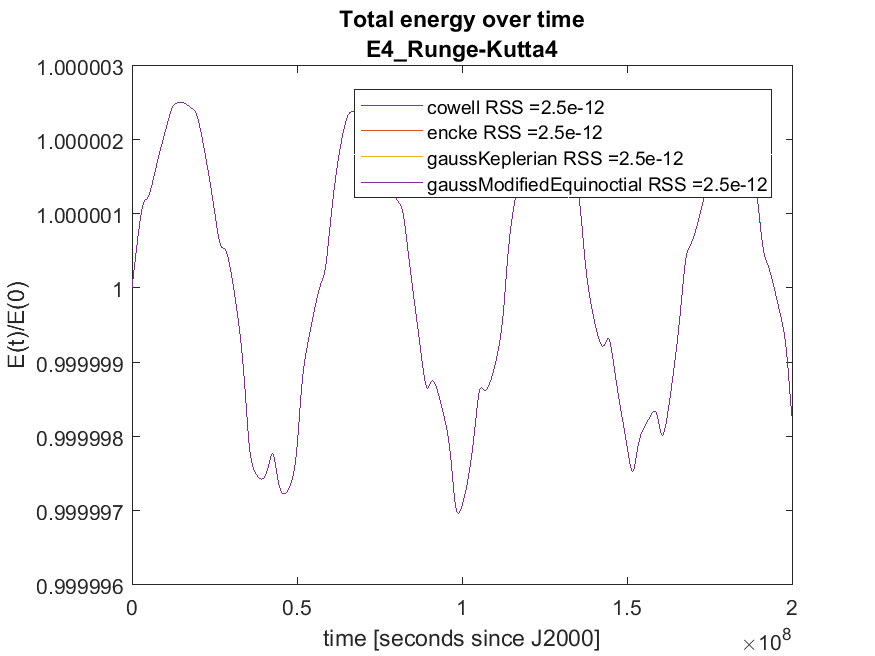 Total energy over time
E4_Runge-Kutta4
1.000003
1.000002
1.000001
1
0.999999
0.999998
0.999997
0.999996
E(t)/E(0)
cowell RSS =2.5e-12
encke RSS =2.5e-12
gaussKeplerian RSS =2.5e-12
gaussModifiedEquinoctial RSS =2.5e-12
0 0.5 1 1.5 2
time [seconds since J2000]
×10⁸